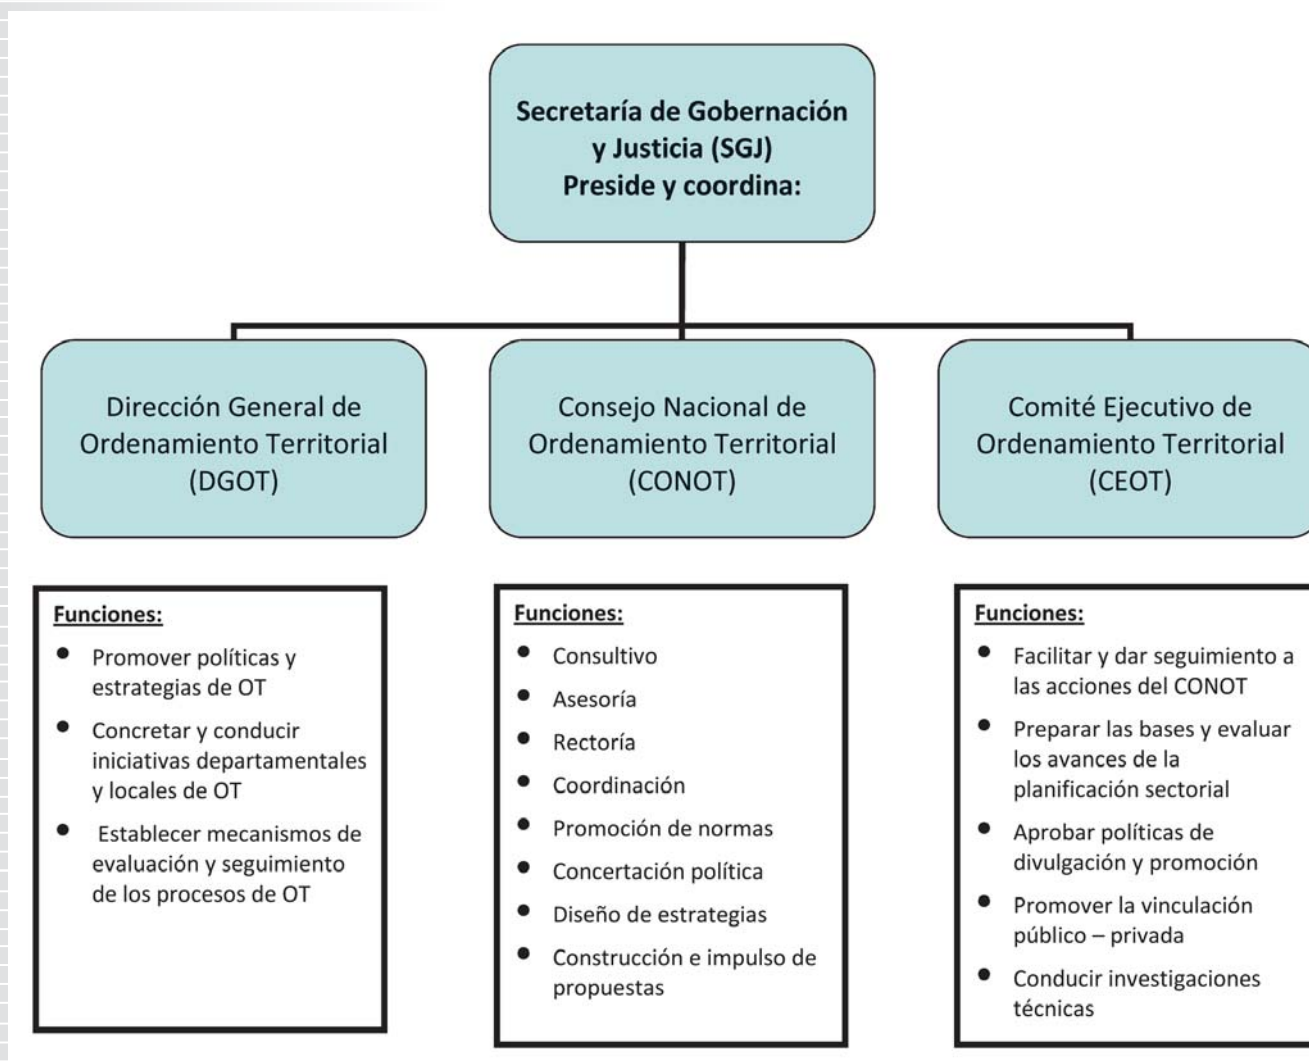 Secretaría de Gobernación
y Justicia (SGJ)
Preside y coordina:
Dirección General de
Ordenamiento Territorial
(DGOT)
Consejo Nacional de
Ordenamiento Territorial
(CONOT)
Comité Ejecutivo de
Ordenamiento Territorial
(CEOT)
Funciones:
• Promover políticas y
estrategias de OT
• Concretar y conducir
iniciativas departamentales
y locales de OT
• Establecer mecanismos de
evaluación y seguimiento
de los procesos de OT
Funciones:
• Consultivo
• Asesoría
• Rectoría
• Coordinación
• Promoción de normas
• Concertación política
• Diseño de estrategias
• Construcción e impulso de
propuestas
Funciones:
• Facilitar y dar seguimiento a
las acciones del CONOT
• Preparar las bases y evaluar
los avances de la
planificación sectorial
• Aprobar políticas de
divulgación y promoción
• Promover la vinculación
público – privada
• Conducir investigaciones
técnicas